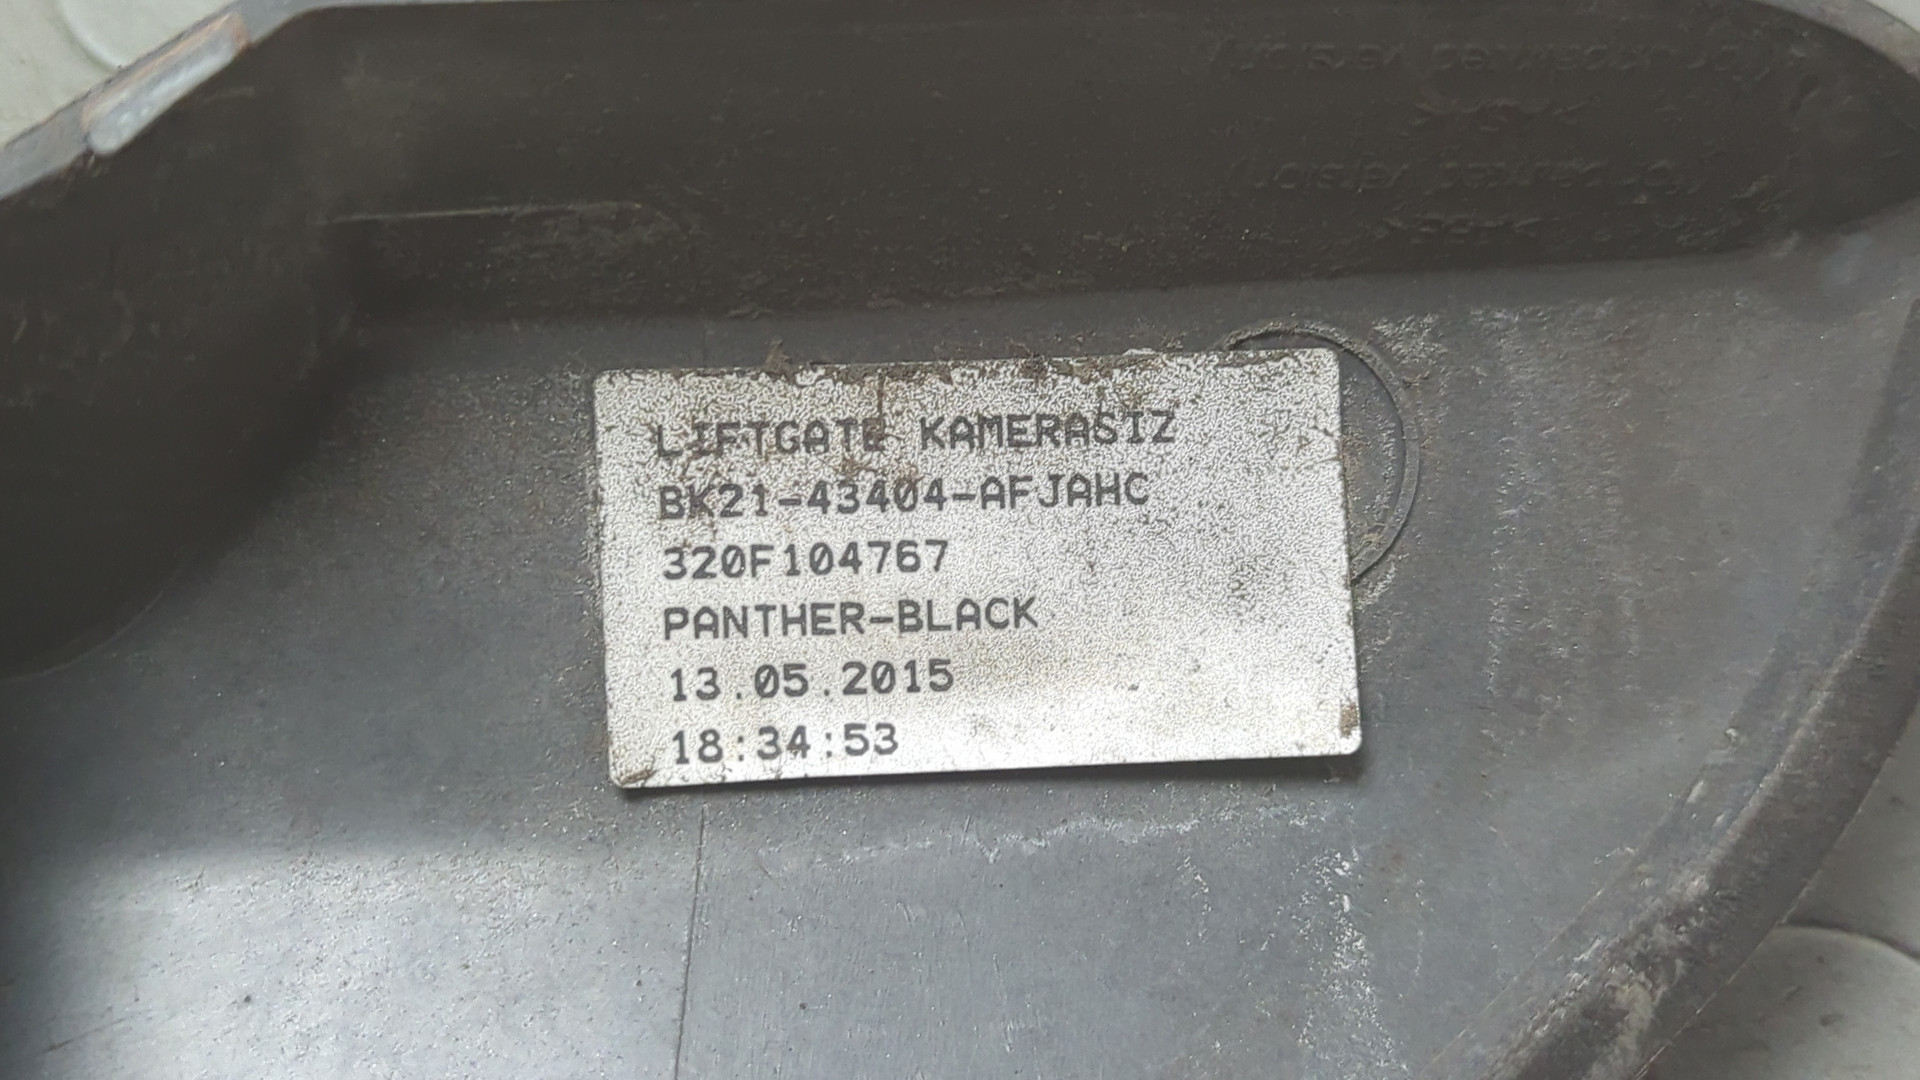 LIFTGATE KAMERASIZ
BK21-43404-AFJAHC
320F104767
PANTHER-BLACK
13.05.2015
18:34:53